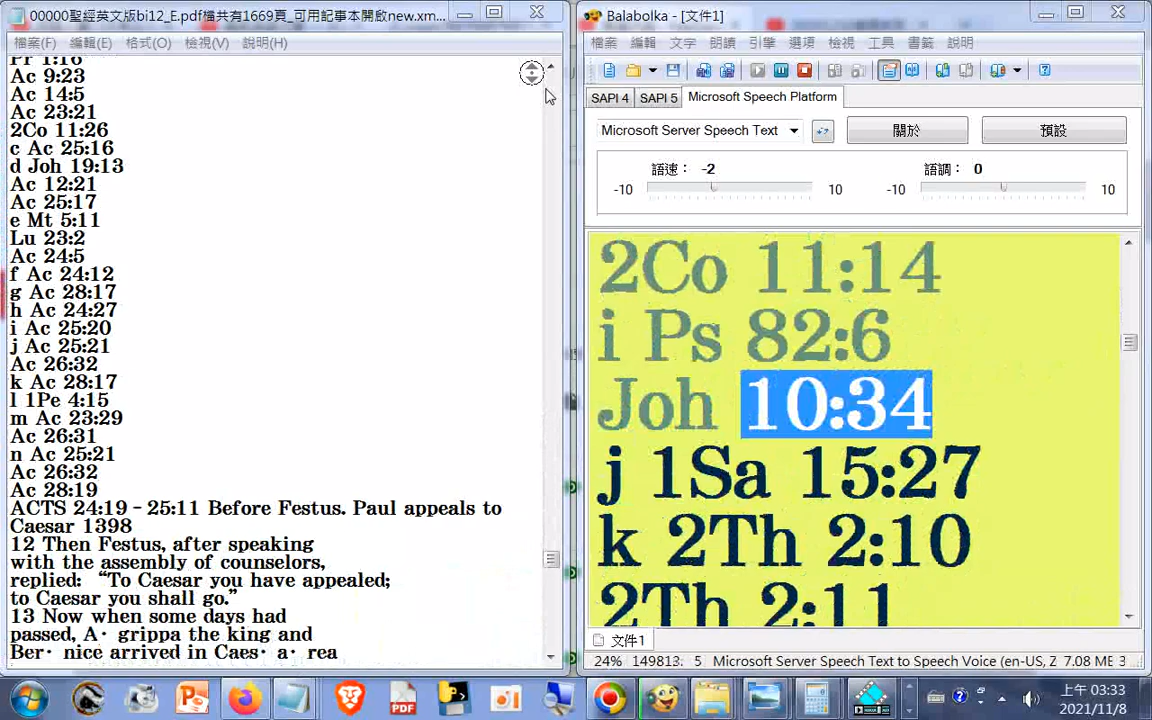 00000聖經英文版bi12_E.pdf檔共有1669頁_可用記事本開啟new.xm...
檔案(F) 編輯(E) 格式(O) 檢視(V) 說明(H)
Pr 1:16
Ac 9:23
Ac 14:5
Ac 23:21
2Co 11:26
c Ac 25:16
d Joh 19:13
Ac 12:21
Ac 25:17
e Mt 5:11
Lu 23:2
Ac 24:5
f Ac 24:12
g Ac 28:17
h Ac 24:27
i Ac 25:20
j Ac 25:21
Ac 26:32
k Ac 28:17
l 1Pe 4:15
m Ac 23:29
Ac 26:31
n Ac 25:21
Ac 26:32
Ac 28:19
ACTS 24:19–25:11 Before Festus. Paul appeals to
Caesar 1398
12 Then Festus, after speaking
with the assembly of counselors,
replied: “To Caesar you have appealed;
to Caesar you shall go.”
13 Now when some days had
passed, A· grippa the king and
Ber· nice arrived in Caes· a· rea
Balabolka - [文件1]
檔案 編輯 文字 朗讀 引擎 選項 檢視 工具 書籤 說明
SAPI 4 SAPI 5 Microsoft Speech Platform
Microsoft Server Speech Text 關於 預設
語速： -2 語調： 0
-10 10 -10 10
2Co 11:14
i Ps 82:6
Joh 10:34
j 1Sa 15:27
k 2Th 2:10
2Th 2:11
文件1
24% 149813. 5 Microsoft Server Speech Text to Speech Voice (en-US, Z 7.08 ME 3
PDF
上午 03:33
2021/11/8